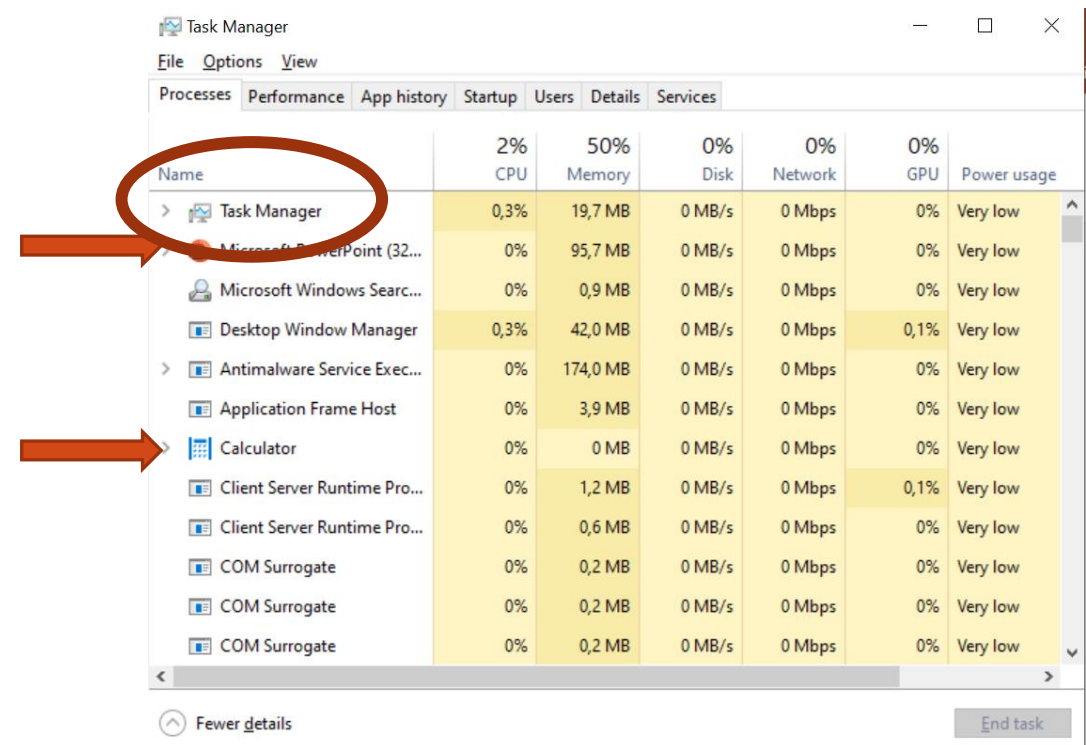 Task Manager
File Options View
Processes Performance App history Startup Users Details Services
2% 50% 0% 0% 0%
Name CPU Memory Disk Network GPU Power usage
Task Manager 0,3% 19,7 MB 0 MB/s 0 Mbps 0% Very low
Microsoft PowerPoint (32... 0% 95,7 MB 0 MB/s 0 Mbps 0% Very low
Microsoft Windows Searc... 0% 0,9 MB 0 MB/s 0 Mbps 0% Very low
Desktop Window Manager 0,3% 42,0 MB 0 MB/s 0 Mbps 0,1% Very low
Antimalware Service Exec... 0% 174,0 MB 0 MB/s 0 Mbps 0% Very low
Application Frame Host 0% 3,9 MB 0 MB/s 0 Mbps 0% Very low
Calculator 0% 0 MB 0 MB/s 0 Mbps 0% Very low
Client Server Runtime Pro... 0% 1,2 MB 0 MB/s 0 Mbps 0,1% Very low
Client Server Runtime Pro... 0% 0,6 MB 0 MB/s 0 Mbps 0% Very low
COM Surrogate 0% 0,2 MB 0 MB/s 0 Mbps 0% Very low
COM Surrogate 0% 0,2 MB 0 MB/s 0 Mbps 0% Very low
COM Surrogate 0% 0,2 MB 0 MB/s 0 Mbps 0% Very low
Fewer details End task